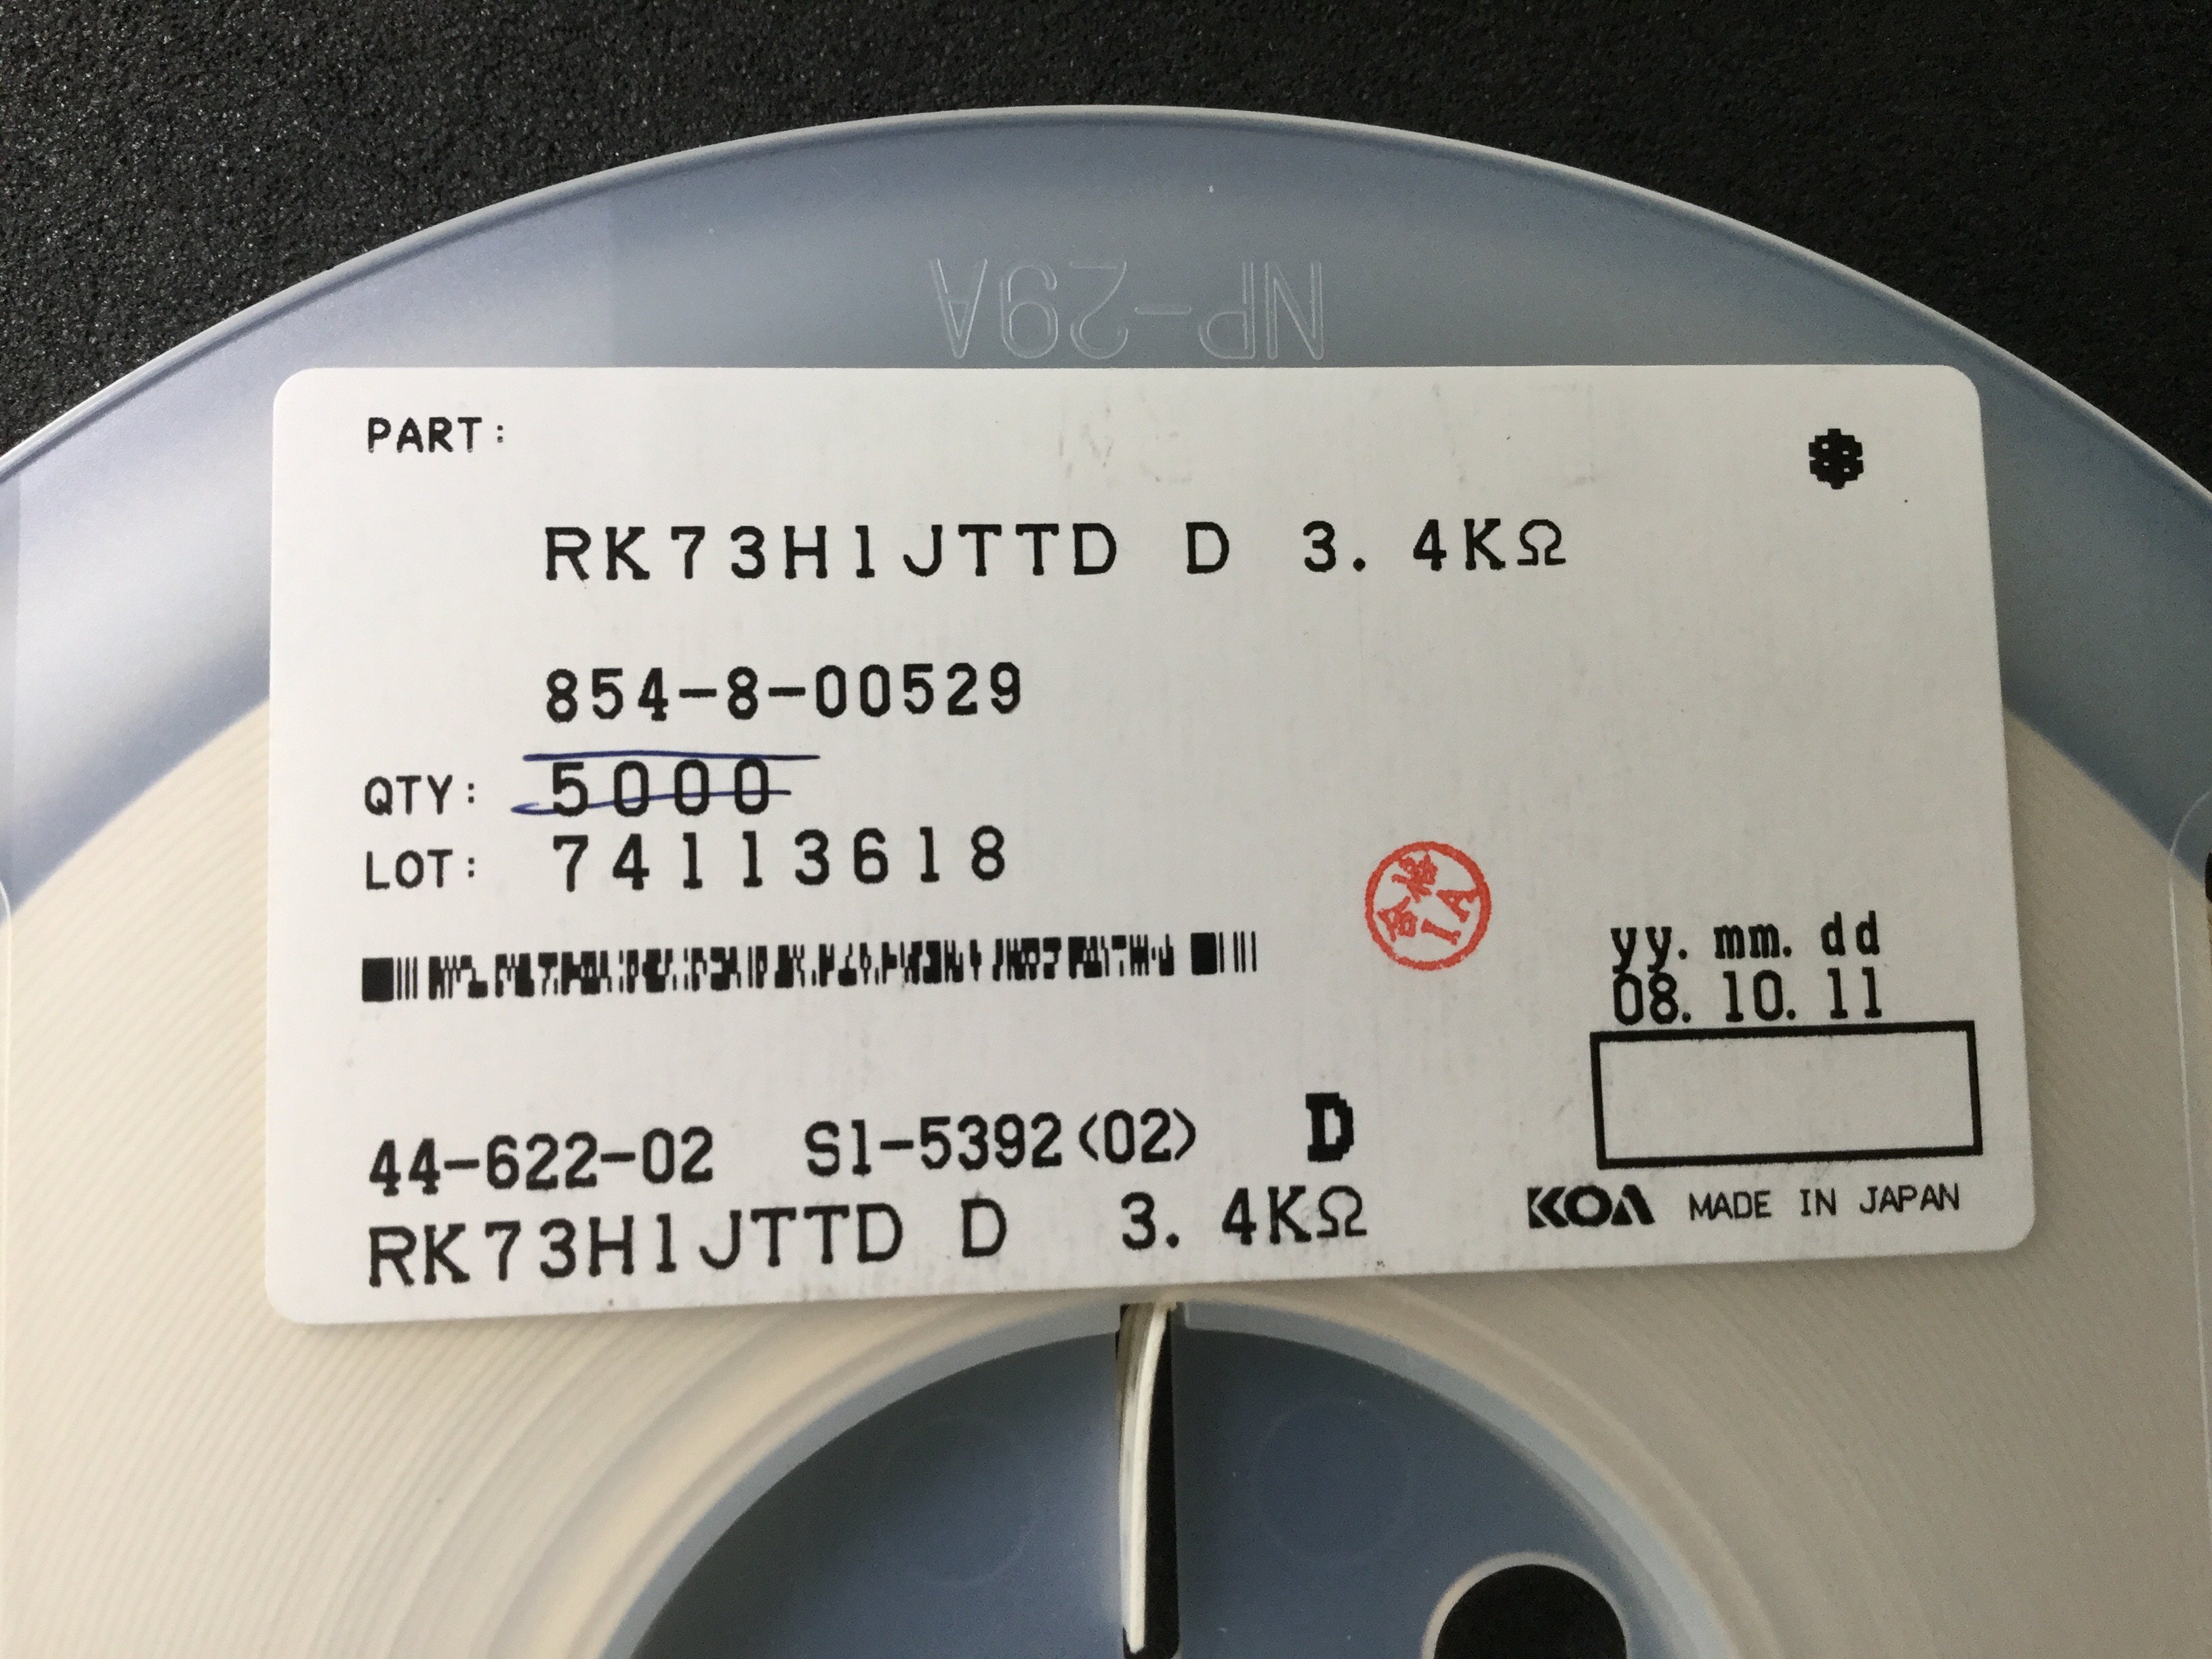 NP-29A
PART:
RK73H1JTTD D 3.4KΩ
854-8-00529
QTY: 5000
LOT: 74113618
yy.mm.dd
08.10.11
44-622-02 S1-5392<02> D
RK73H1JTTD D 3.4KΩ
KOA MADE IN JAPAN